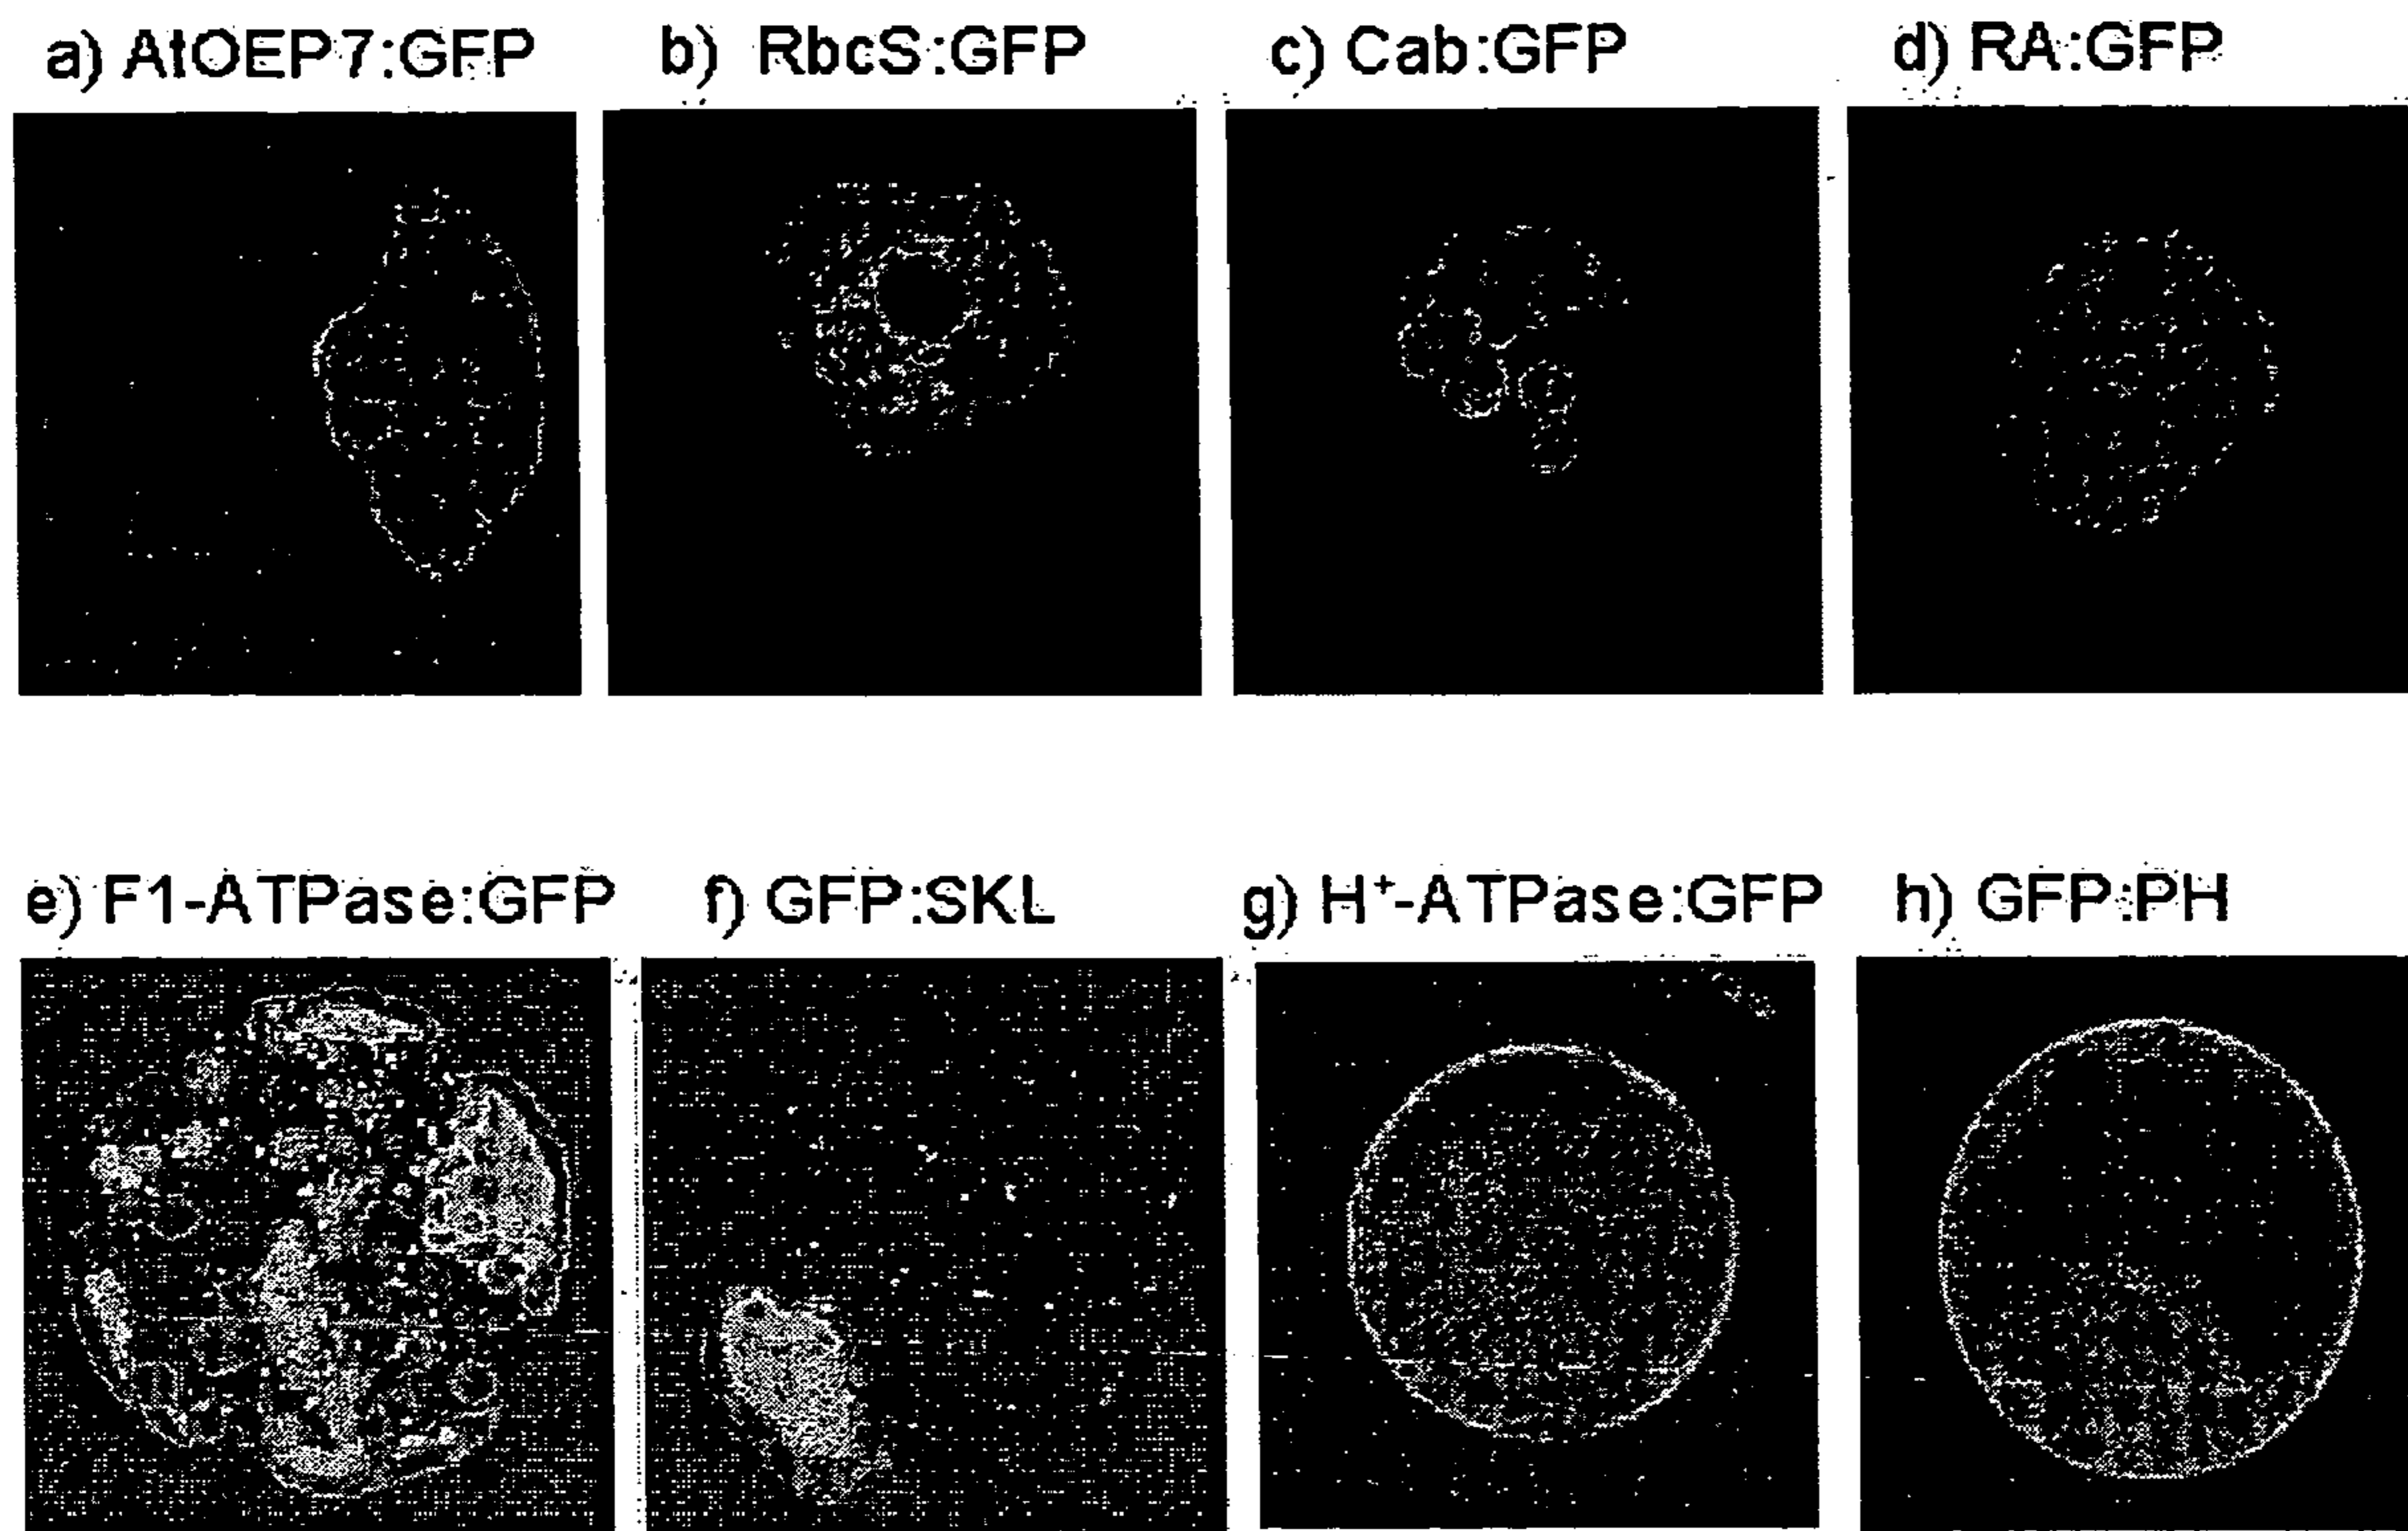 a) AtOEP7:GFP
b) RbcS:GFP
c) Cab:GFP
d) RA:GFP
e) F1-ATPase:GFP
f) GFP:SKL
g) H⁺-ATPase:GFP
h) GFP:PH